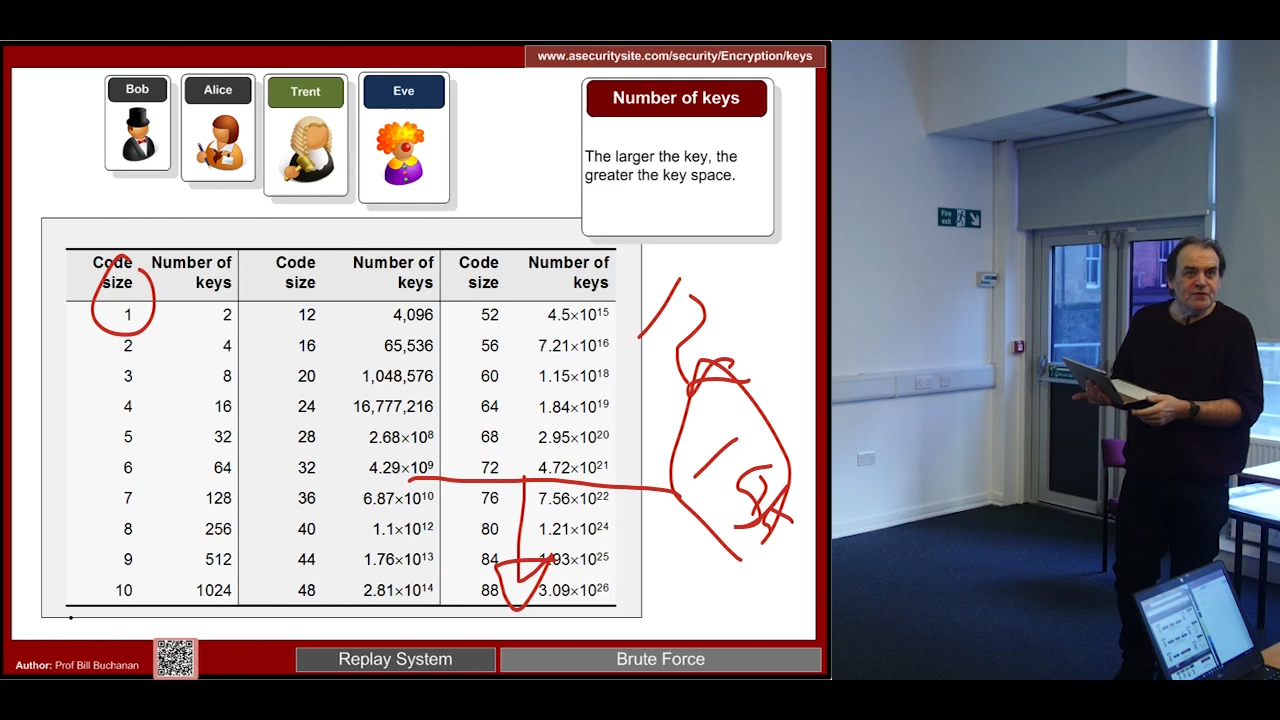 www.asecuritysite.com/security/Encryption/keys
Bob
Alice
Trent
Eve
Number of keys
The larger the key, the
greater the key space.
Code size Number of keys Code size Number of keys Code size Number of keys
1 2 12 4,096 52 4.5×10¹⁵
2 4 16 65,536 56 7.21×10¹⁶
3 8 20 1,048,576 60 1.15×10¹⁸
4 16 24 16,777,216 64 1.84×10¹⁹
5 32 28 2.68×10⁸ 68 2.95×10²⁰
6 64 32 4.29×10⁹ 72 4.72×10²¹
7 128 36 6.87×10¹⁰ 76 7.56×10²²
8 256 40 1.1×10¹² 80 1.21×10²⁴
9 512 44 1.76×10¹³ 84 1.93×10²⁵
10 1024 48 2.81×10¹⁴ 88 3.09×10²⁶
Author: Prof Bill Buchanan
Replay System
Brute Force
Fire
exit